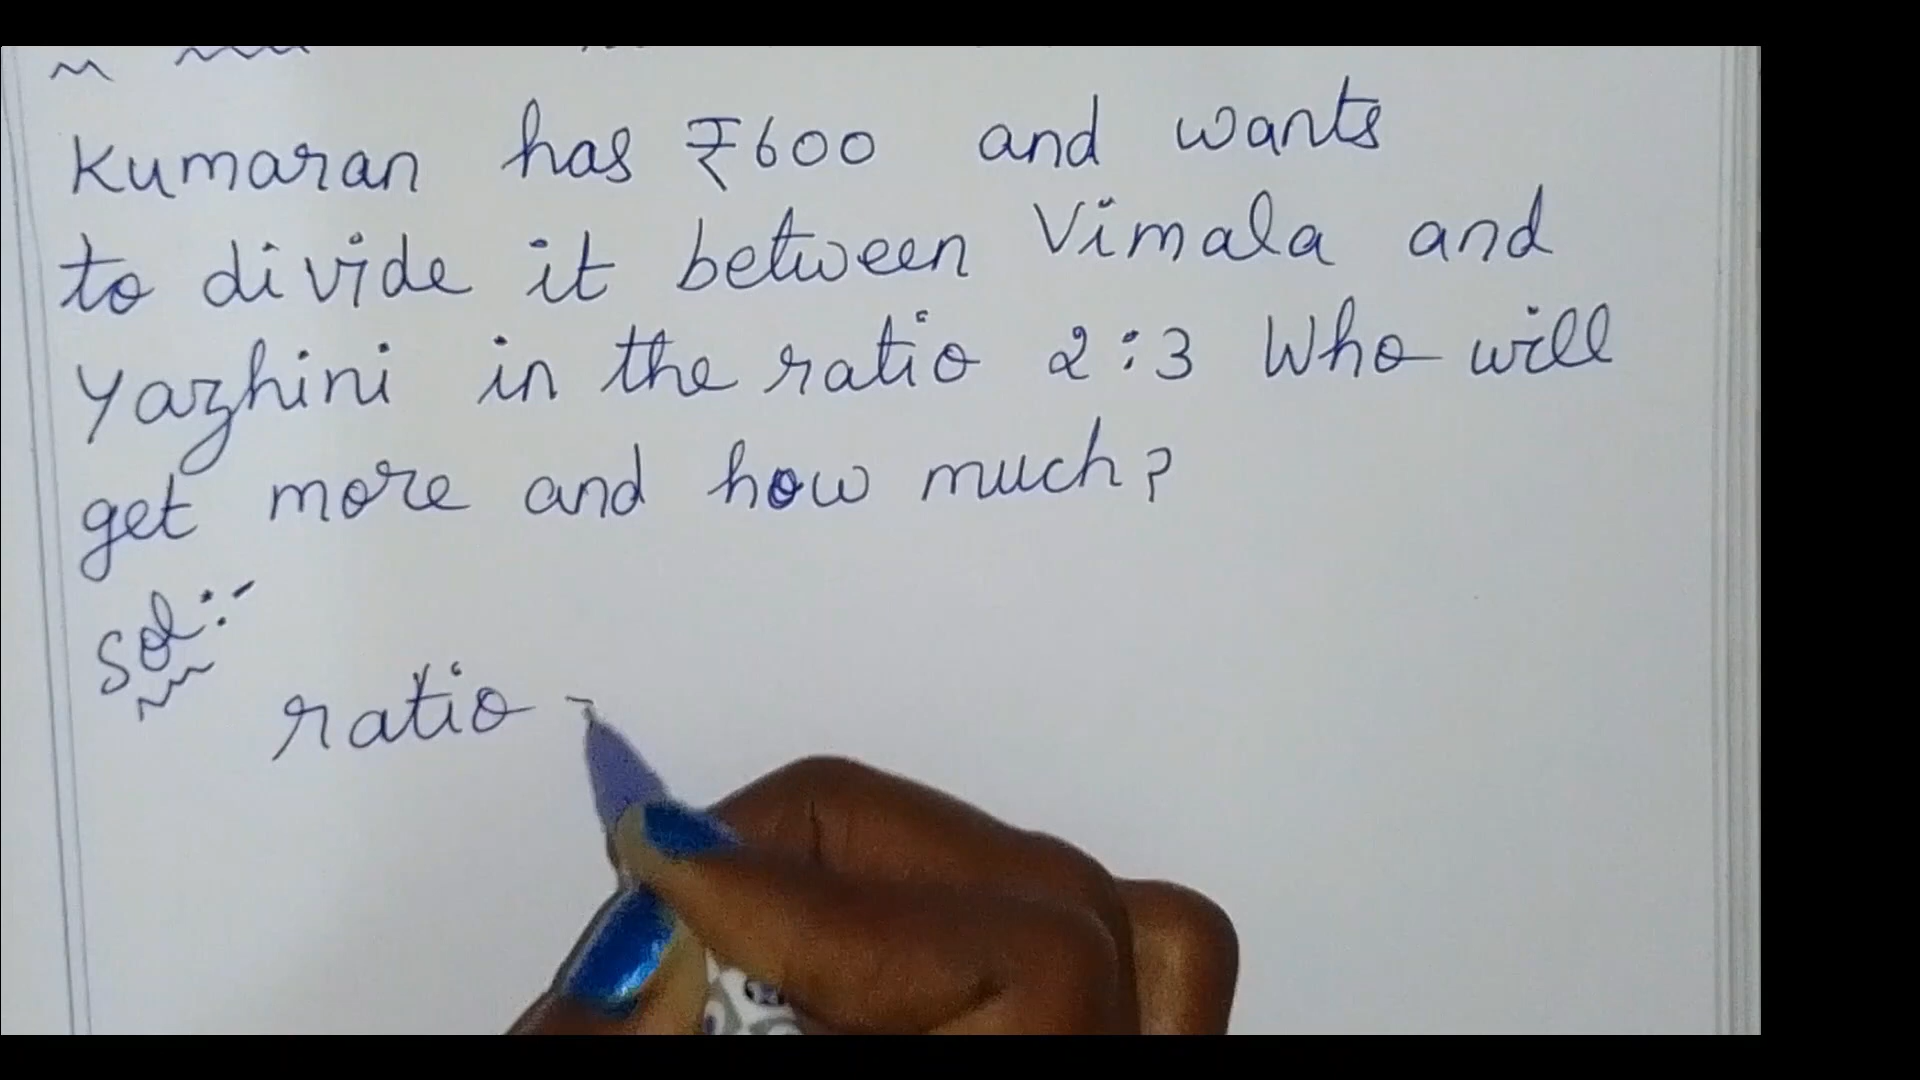 Kumaran has ₹600 and wants
to divide it between Vimala and
Yazhini in the ratio 2:3 Who will
get more and how much?
Sol:-
ratio